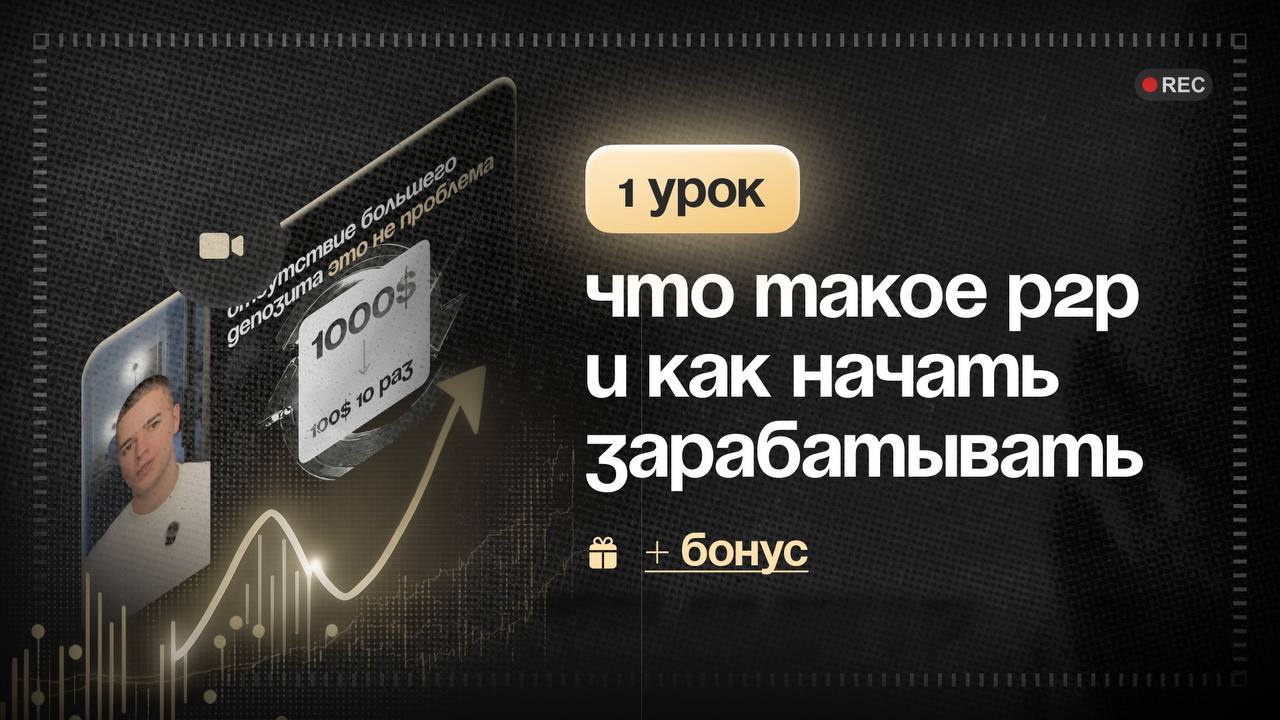 REC
1 урок
что такое p2p
и как начать
зарабатывать
+ бонус
отсутствие большего
депозита это не проблема
1000$
100$ 10 раз